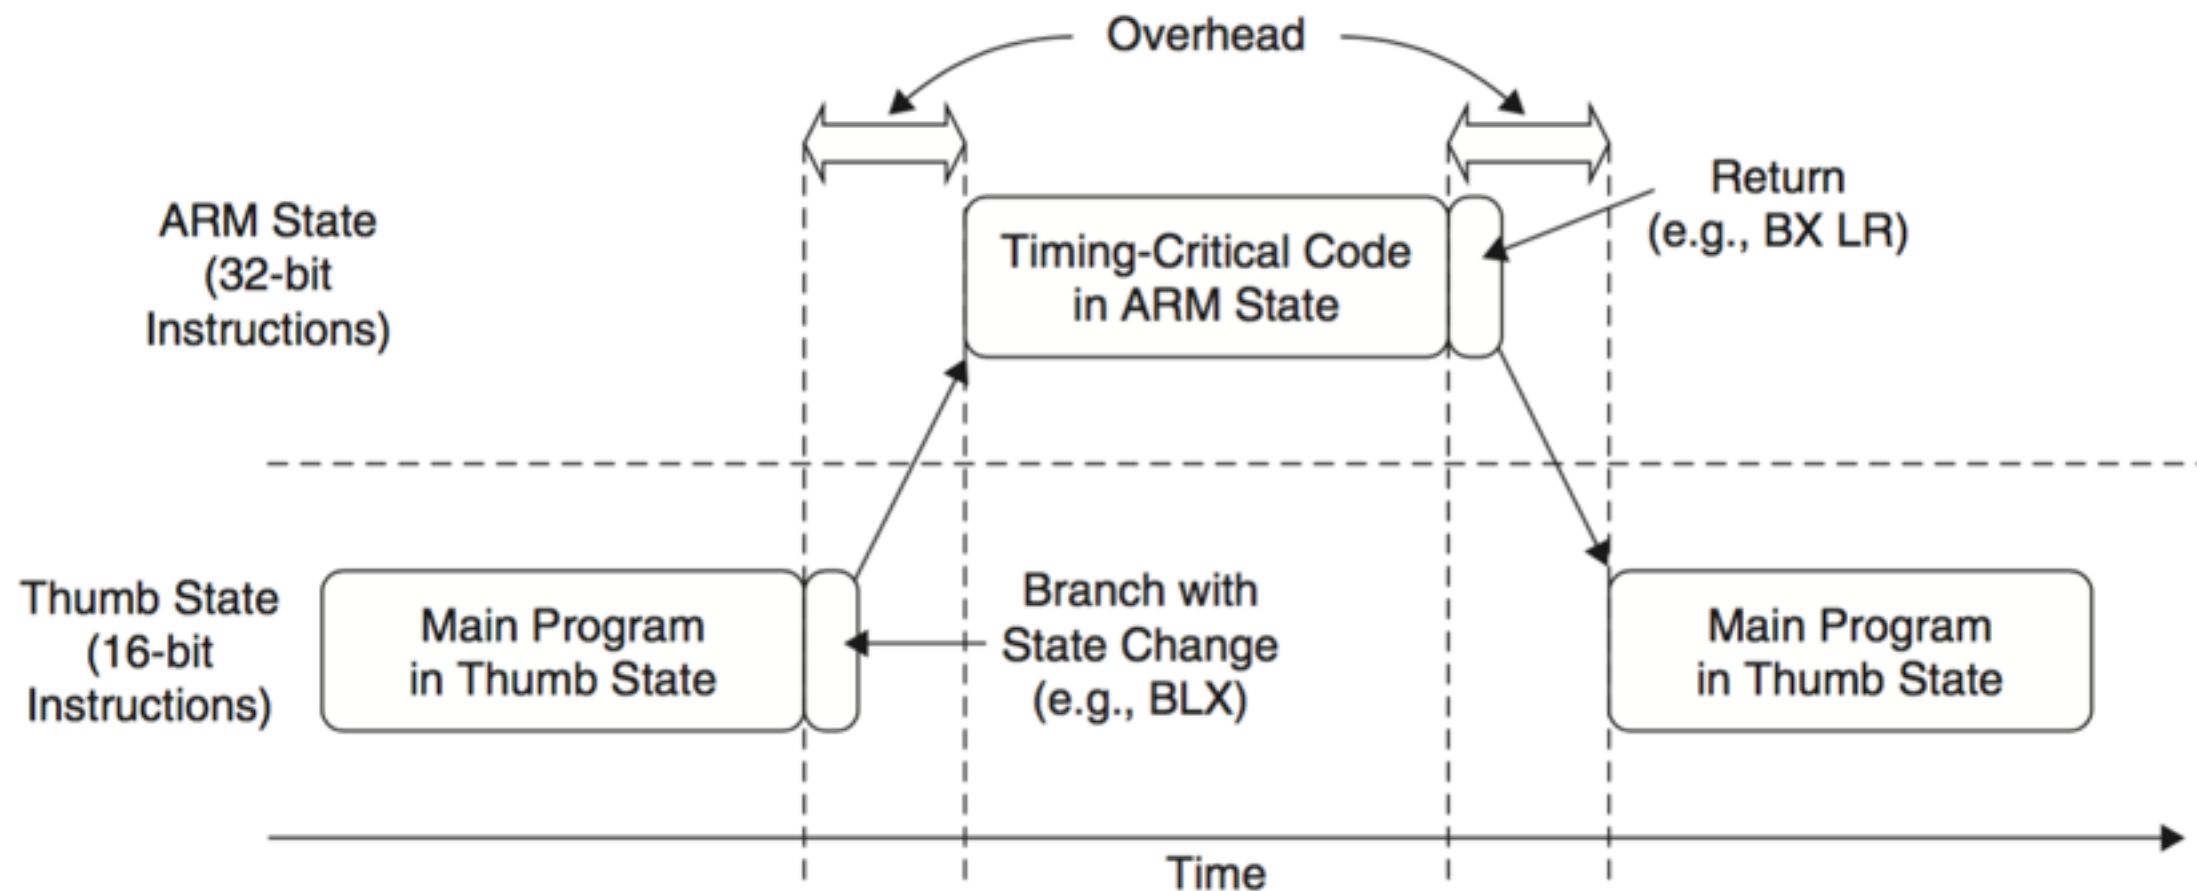 Overhead
Return
(e.g., BX LR)
ARM State
(32-bit
Instructions)
Timing-Critical Code
in ARM State
Thumb State
(16-bit
Instructions)
Main Program
in Thumb State
Branch with
State Change
(e.g., BLX)
Main Program
in Thumb State
Time